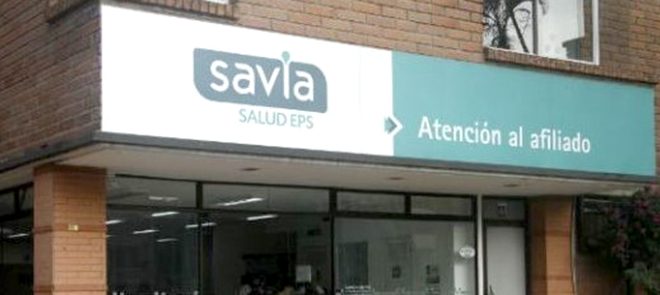 savia
SALUD EPS
Atención al afiliado